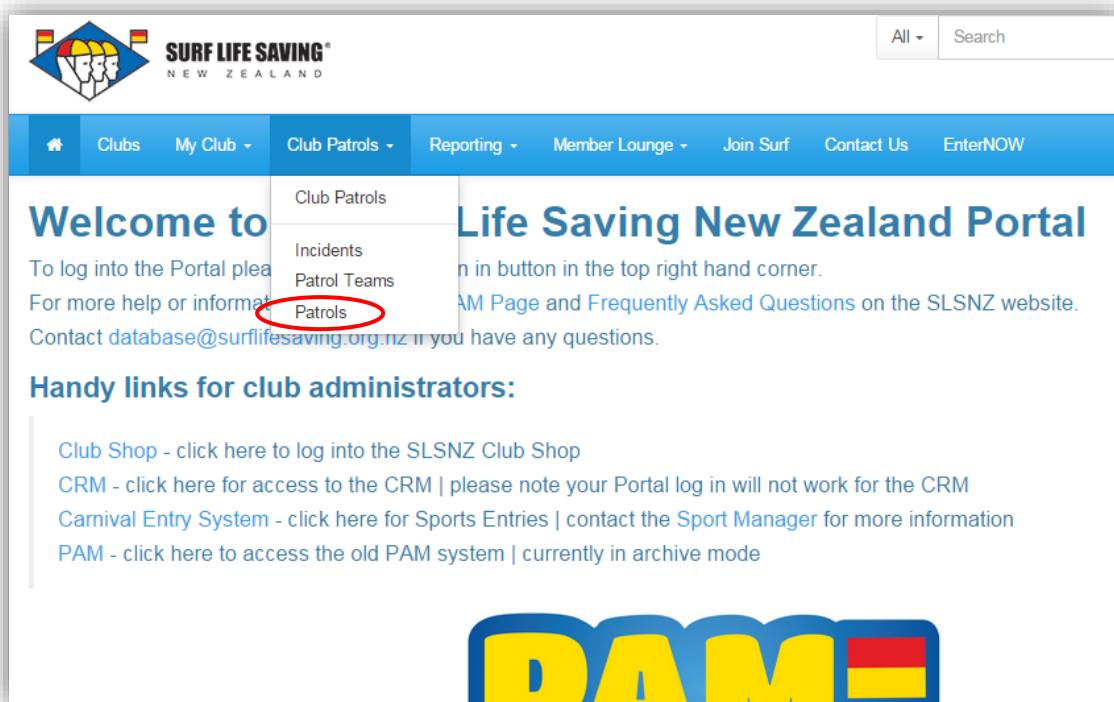 SURF LIFE SAVING®
NEW ZEALAND
All
Search
Clubs
My Club
Club Patrols
Reporting
Member Lounge
Join Surf
Contact Us
EnterNOW
Club Patrols
Incidents
Patrol Teams
Patrols
Welcome to Life Saving New Zealand Portal
To log into the Portal plea n in button in the top right hand corner.
For more help or informat AM Page and Frequently Asked Questions on the SLSNZ website.
Contact database@surflifesaving.org.nz if you have any questions.
Handy links for club administrators:
Club Shop - click here to log into the SLSNZ Club Shop
CRM - click here for access to the CRM | please note your Portal log in will not work for the CRM
Carnival Entry System - click here for Sports Entries | contact the Sport Manager for more information
PAM - click here to access the old PAM system | currently in archive mode
PAM